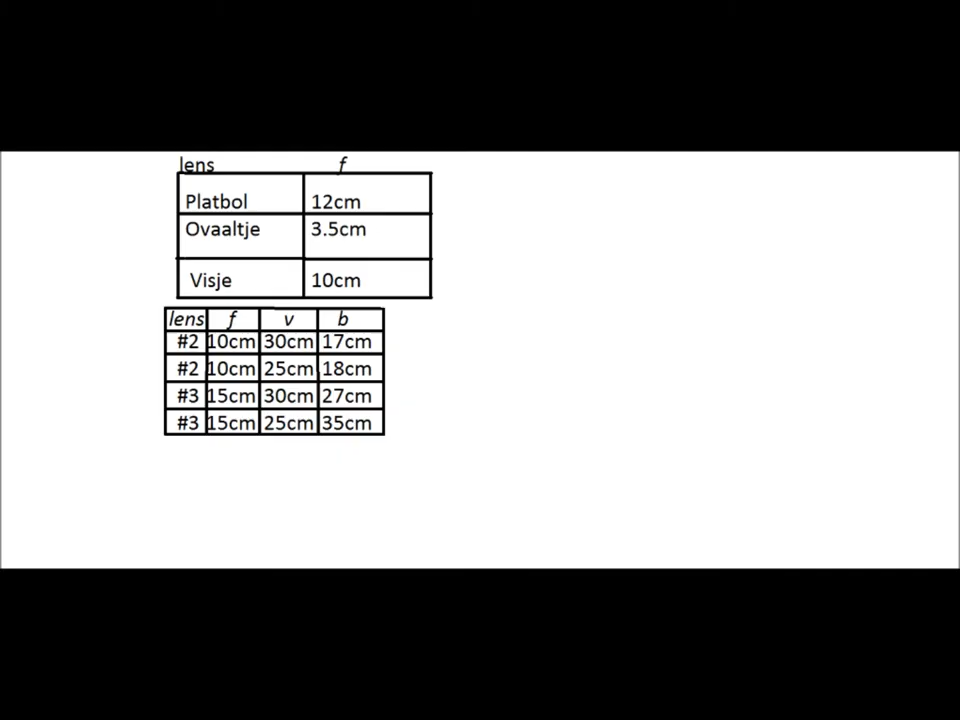 lens f
Platbol 12cm
Ovaaltje 3.5cm
Visje 10cm
lens f v b
#2 10cm 30cm 17cm
#2 10cm 25cm 18cm
#3 15cm 30cm 27cm
#3 15cm 25cm 35cm